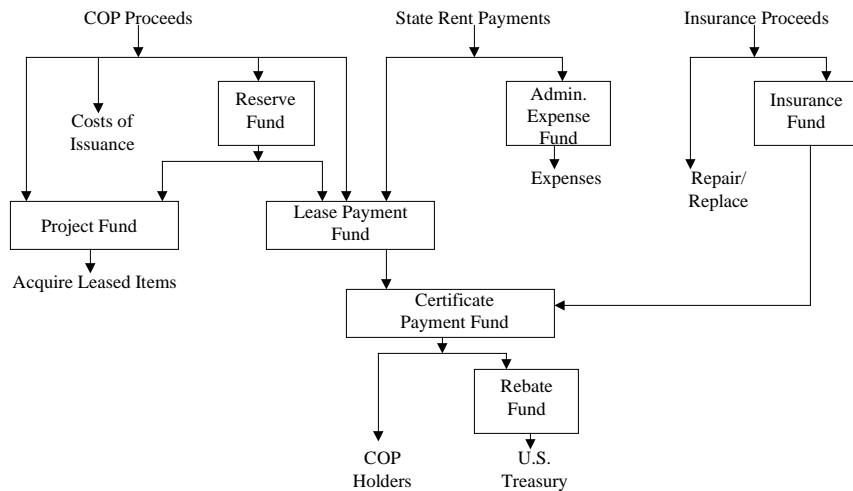 COP Proceeds
State Rent Payments
Insurance Proceeds
Reserve
Fund
Costs of
Issuance
Admin.
Expense
Fund
Insurance
Fund
Expenses
Repair/
Replace
Project Fund
Lease Payment
Fund
Acquire Leased Items
Certificate
Payment Fund
Rebate
Fund
COP
Holders
U.S.
Treasury